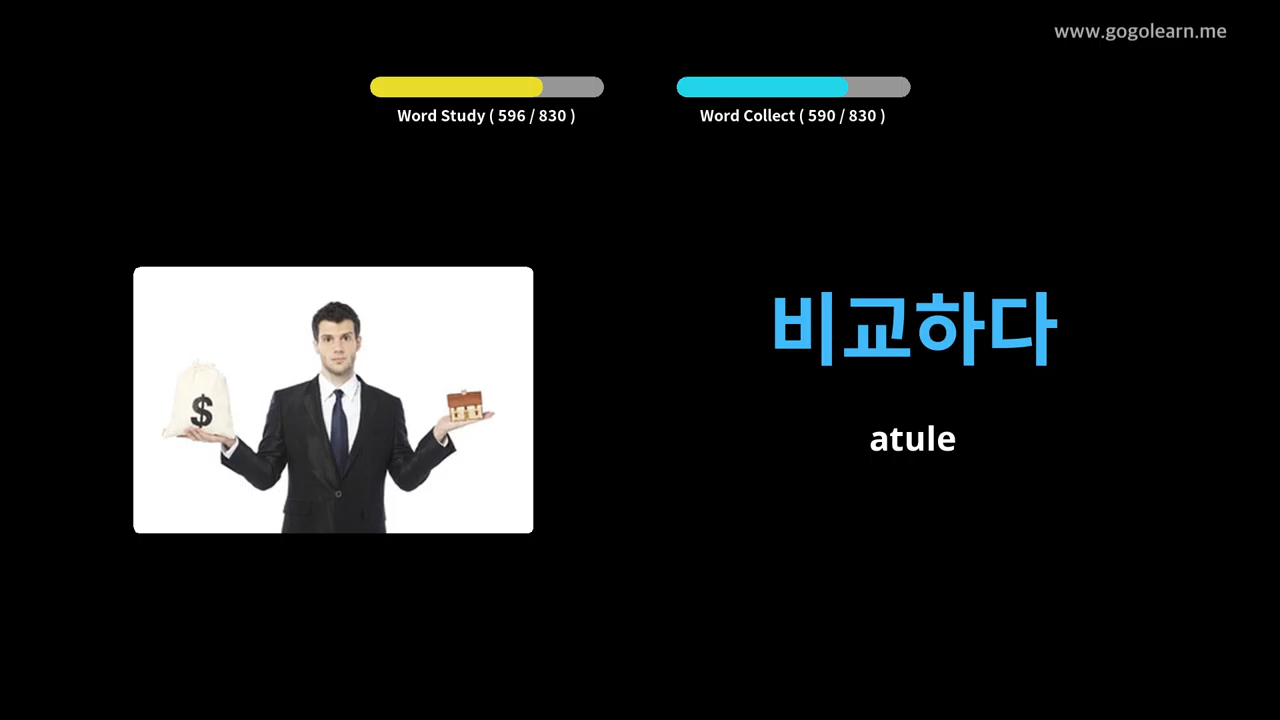 www.gogolearn.me
Word Study ( 596 / 830 )
Word Collect ( 590 / 830 )
$
비교하다
atule